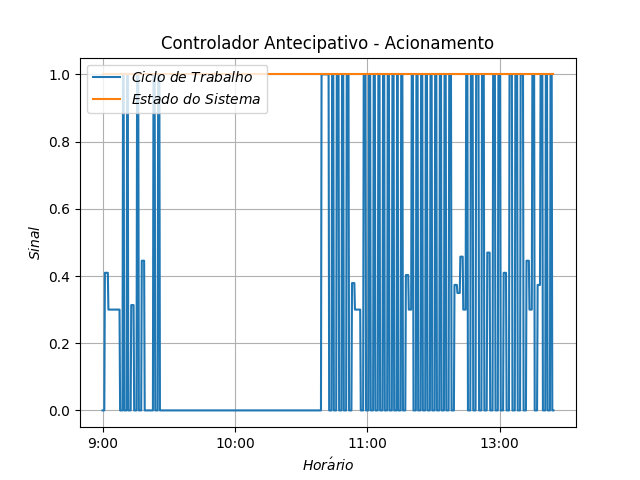 Controlador Antecipativo - Acionamento
Ciclo de Trabalho
Estado do Sistema
1.0
0.8
0.6
0.4
0.2
0.0
Sinal
9:00 10:00 11:00 13:00
Horário